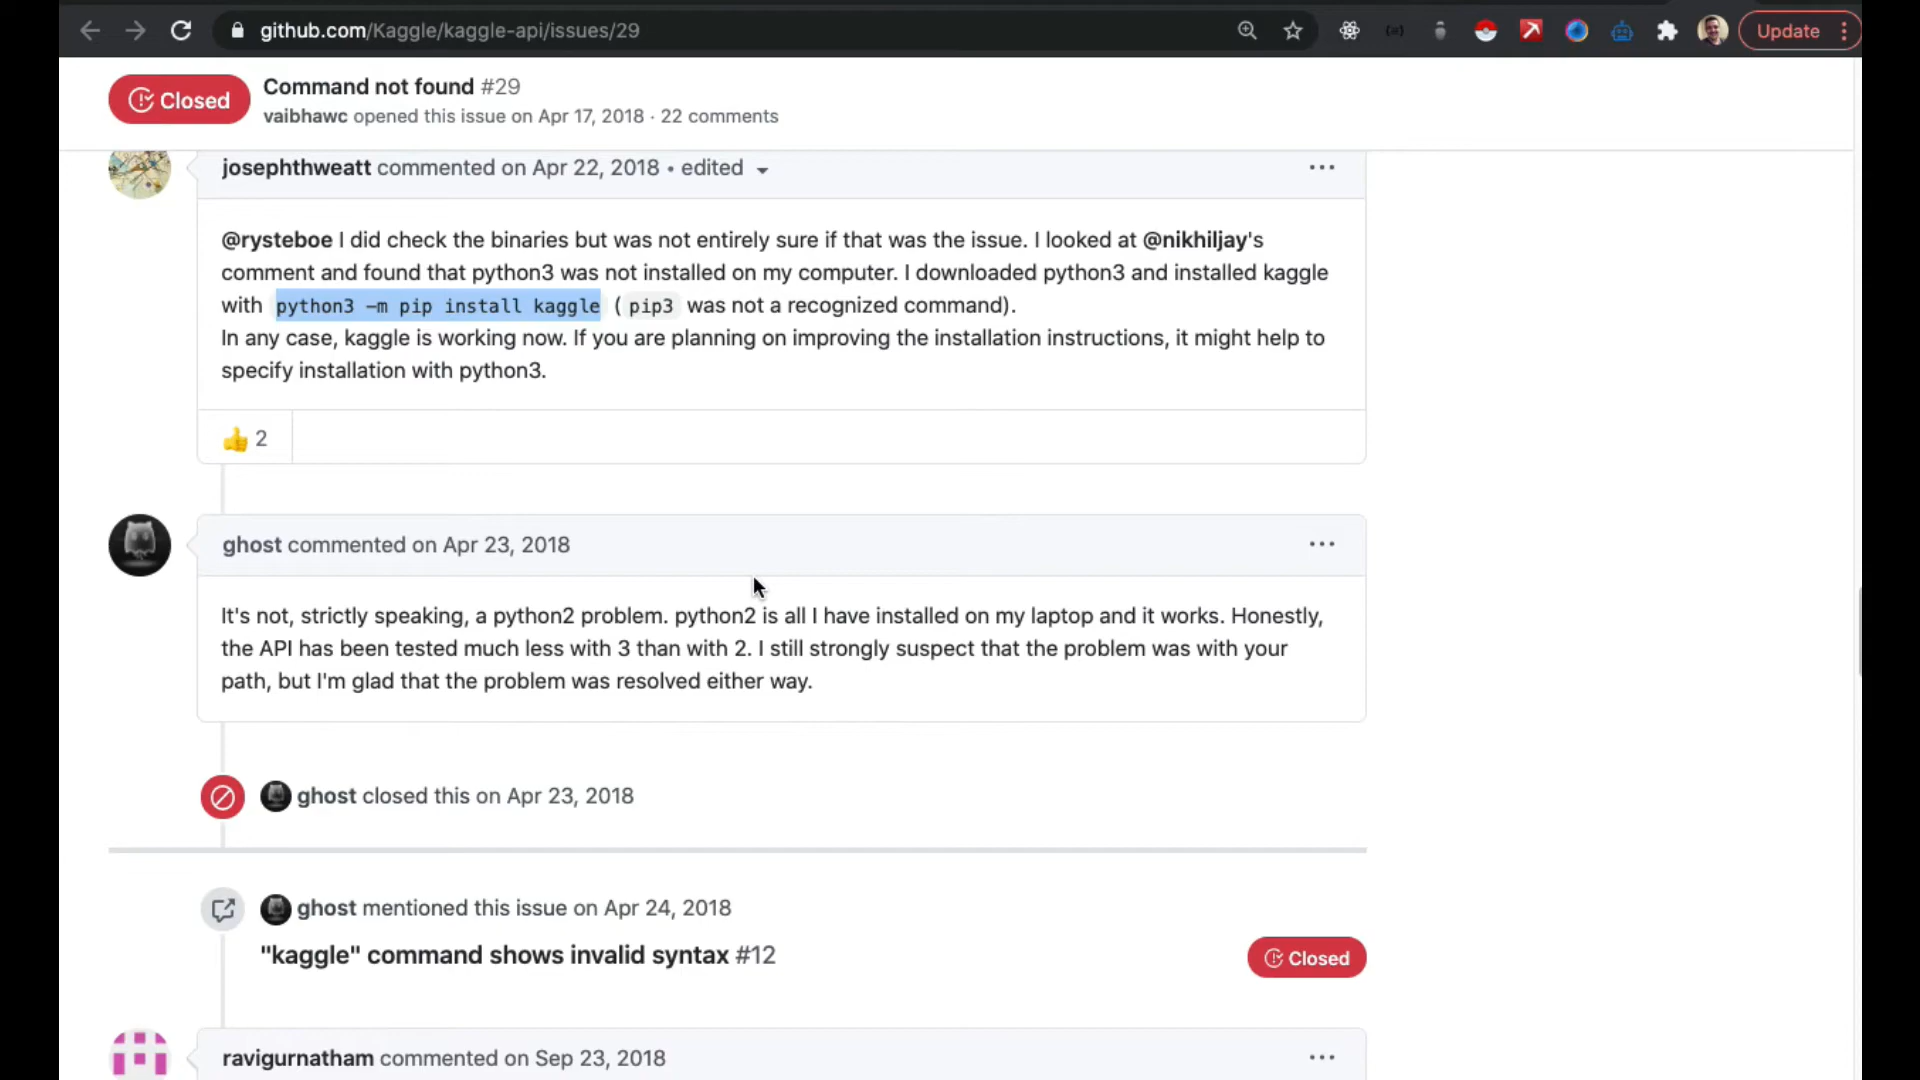 github.com/Kaggle/kaggle-api/issues/29
Update
Closed
Command not found #29
vaibhawc opened this issue on Apr 17, 2018 · 22 comments
josephthweatt commented on Apr 22, 2018 • edited
@rysteboe I did check the binaries but was not entirely sure if that was the issue. I looked at @nikhiljay's
comment and found that python3 was not installed on my computer. I downloaded python3 and installed kaggle
with python3 -m pip install kaggle ( pip3 was not a recognized command).
In any case, kaggle is working now. If you are planning on improving the installation instructions, it might help to
specify installation with python3.
👍 2
ghost commented on Apr 23, 2018
It's not, strictly speaking, a python2 problem. python2 is all I have installed on my laptop and it works. Honestly,
the API has been tested much less with 3 than with 2. I still strongly suspect that the problem was with your
path, but I'm glad that the problem was resolved either way.
ghost closed this on Apr 23, 2018
ghost mentioned this issue on Apr 24, 2018
"kaggle" command shows invalid syntax #12
Closed
ravigurnatham commented on Sep 23, 2018